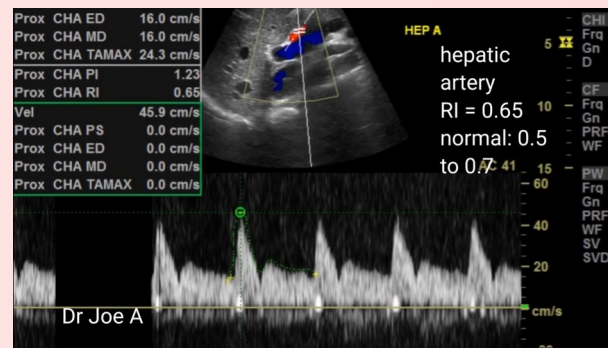 Prox CHA ED 16.0 cm/s
Prox CHA MD 16.0 cm/s
Prox CHA TAMAX 24.3 cm/s
Prox CHA PI 1.23
Prox CHA RI 0.65
Vel 45.9 cm/s
Prox CHA PS 0.0 cm/s
Prox CHA ED 0.0 cm/s
Prox CHA MD 0.0 cm/s
Prox CHA TAMAX 0.0 cm/s
HEP A
hepatic
artery
RI = 0.65
normal: 0.5
to 0.7
AC 41
5
10
15
CHI
Frq
Gn
D
CF
Frq
Gn
PRF
WF
PW
Frq
Gn
PRF
WF
SV
SVD
60
40
20
cm/s
Dr Joe A